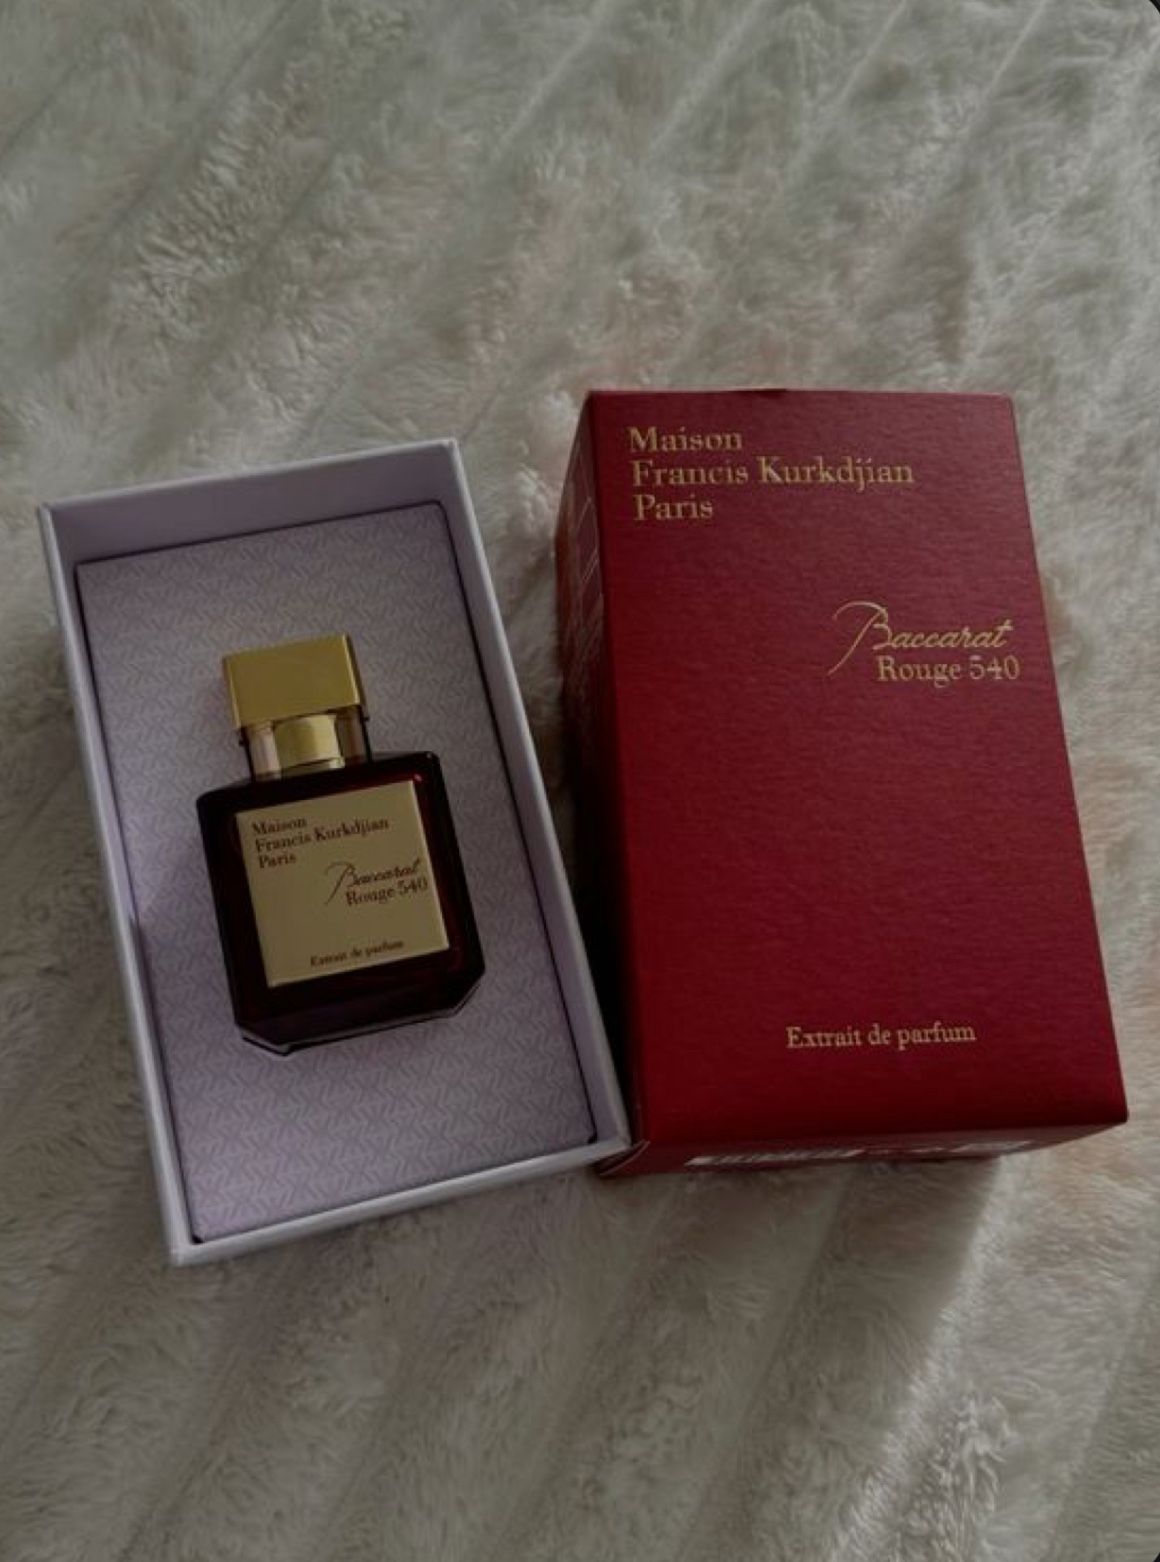 Maison
Francis Kurkdjian
Paris
Baccarat
Rouge 540
Extrait de parfum
Maison
Francis Kurkdjian
Paris
Baccarat
Rouge 540
Extrait de parfum